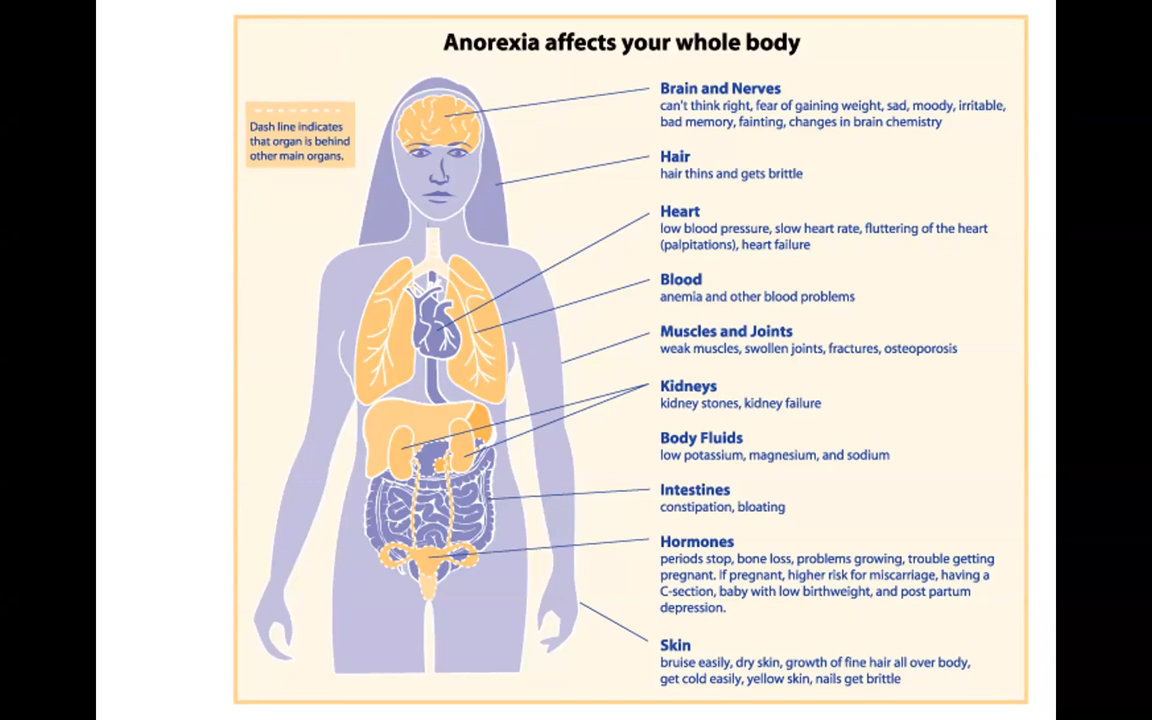 Anorexia affects your whole body
Dash line indicates
that organ is behind
other main organs.
Brain and Nerves
can't think right, fear of gaining weight, sad, moody, irritable,
bad memory, fainting, changes in brain chemistry
Hair
hair thins and gets brittle
Heart
low blood pressure, slow heart rate, fluttering of the heart
(palpitations), heart failure
Blood
anemia and other blood problems
Muscles and Joints
weak muscles, swollen joints, fractures, osteoporosis
Kidneys
kidney stones, kidney failure
Body Fluids
low potassium, magnesium, and sodium
Intestines
constipation, bloating
Hormones
periods stop, bone loss, problems growing, trouble getting
pregnant. If pregnant, higher risk for miscarriage, having a
C-section, baby with low birthweight, and post partum
depression.
Skin
bruise easily, dry skin, growth of fine hair all over body,
get cold easily, yellow skin, nails get brittle